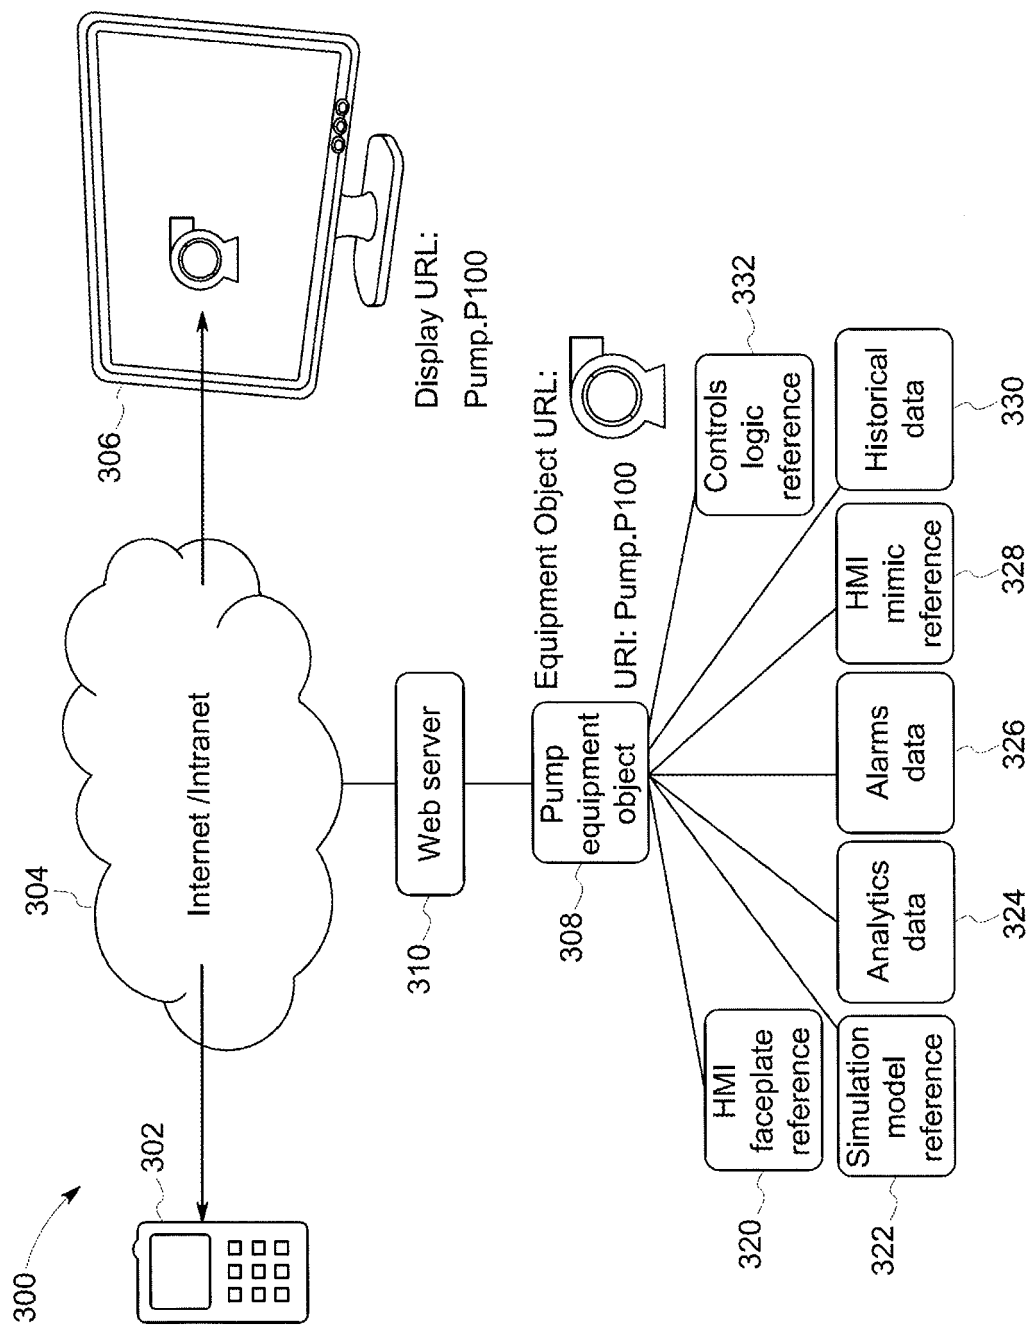 300
302
304
Internet /Intranet
306
Display URL:
Pump.P100
310
Web server
308
Pump
equipment
object
Equipment Object URL:
URI: Pump.P100
320
HMI
faceplate
reference
Controls
logic
reference
332
Simulation
model
reference
322
Analytics
data
324
Alarms
data
326
HMI
mimic
reference
328
Historical
data
330